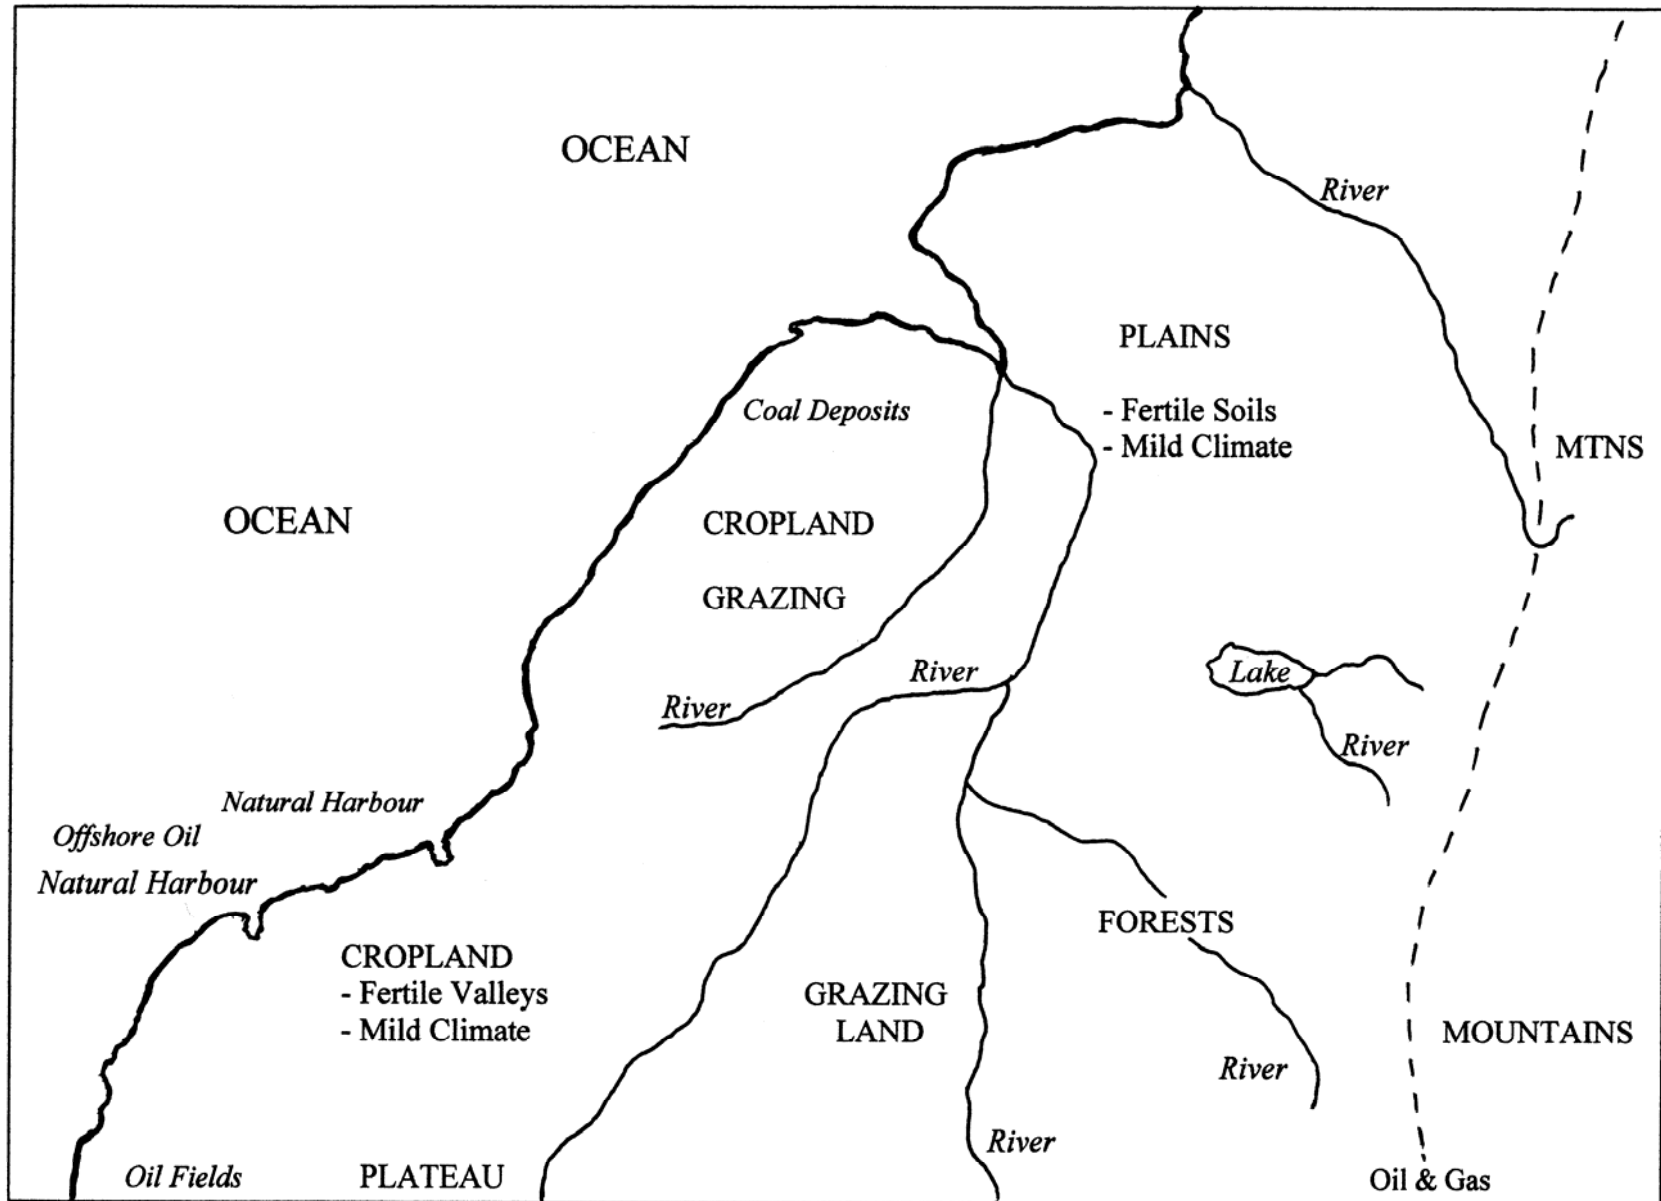 OCEAN
River
PLAINS
- Fertile Soils
- Mild Climate
Coal Deposits
MTNS
OCEAN
CROPLAND
GRAZING
River
Lake
River
River
Natural Harbour
Offshore Oil
Natural Harbour
FORESTS
CROPLAND
- Fertile Valleys
- Mild Climate
GRAZING
LAND
MOUNTAINS
River
River
Oil Fields
PLATEAU
Oil & Gas